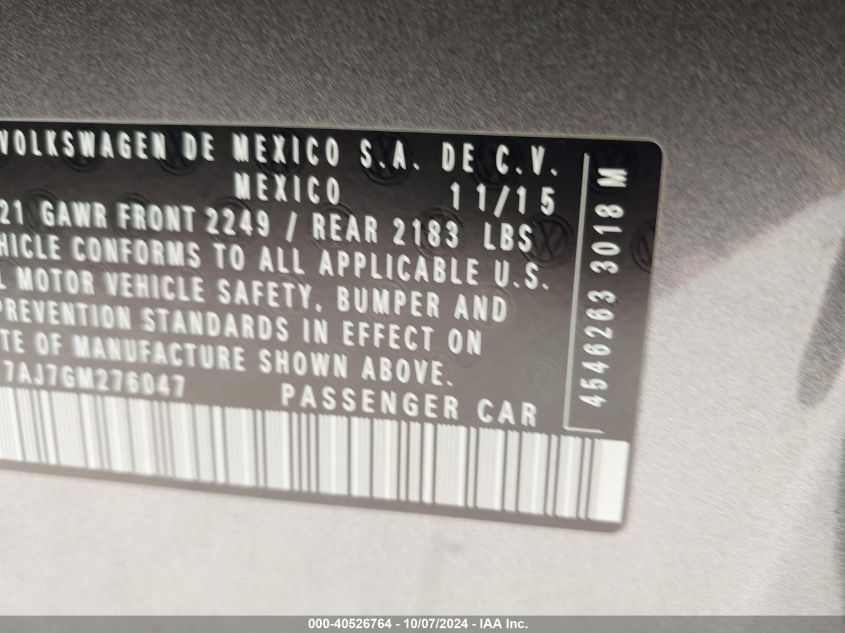 VOLKSWAGEN DE MEXICO S.A. DE C.V.
MEXICO 11/15
21 GAWR FRONT 2249 / REAR 2183 LBS
HICLE CONFORMS TO ALL APPLICABLE U.S.
L MOTOR VEHICLE SAFETY, BUMPER AND
PREVENTION STANDARDS IN EFFECT ON
TE OF MANUFACTURE SHOWN ABOVE.
7AJ7GM276047 PASSENGER CAR
4546263 3018 M
000-40526764 - 10/07/2024 - IAA Inc.